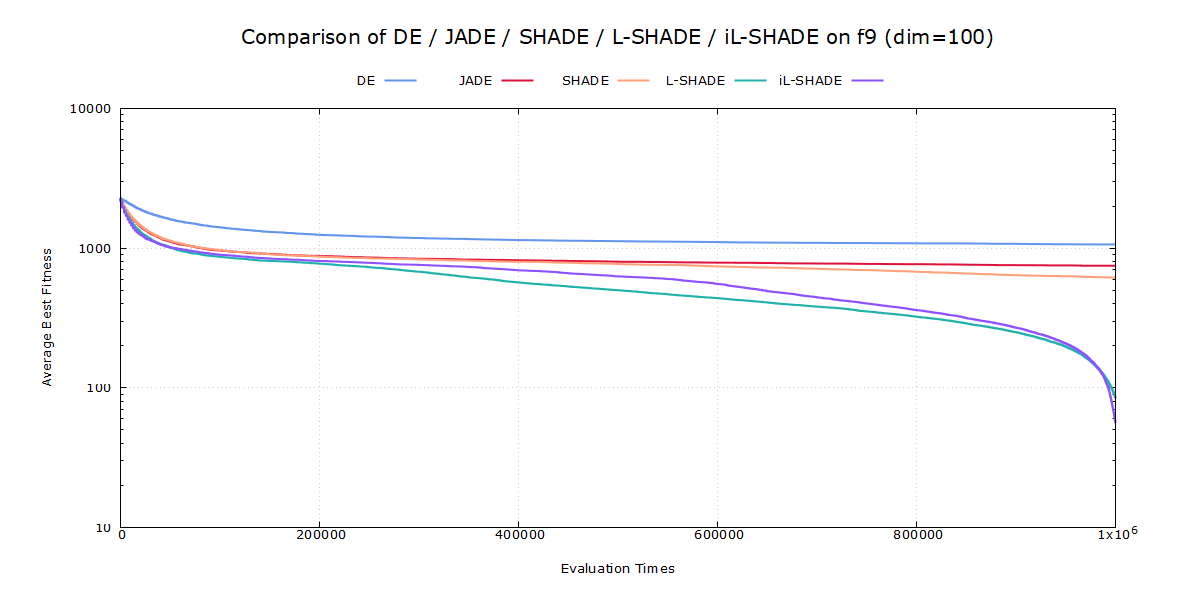 Comparison of DE / JADE / SHADE / L-SHADE / iL-SHADE on f9 (dim=100)
DE JADE SHADE L-SHADE iL-SHADE
10000
1000
100
10
Average Best Fitness
0 200000 400000 600000 800000 1x10^6
Evaluation Times